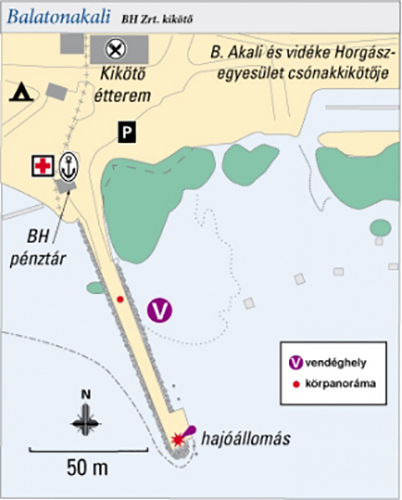 Balatonakali BH Zrt. kikötő
B. Akali és vidéke Horgász-
egyesület csónakkikötője
Kikötő
étterem
P
BH
pénztár
V
V vendéghely
körpanoráma
N
hajóállomás
50 m